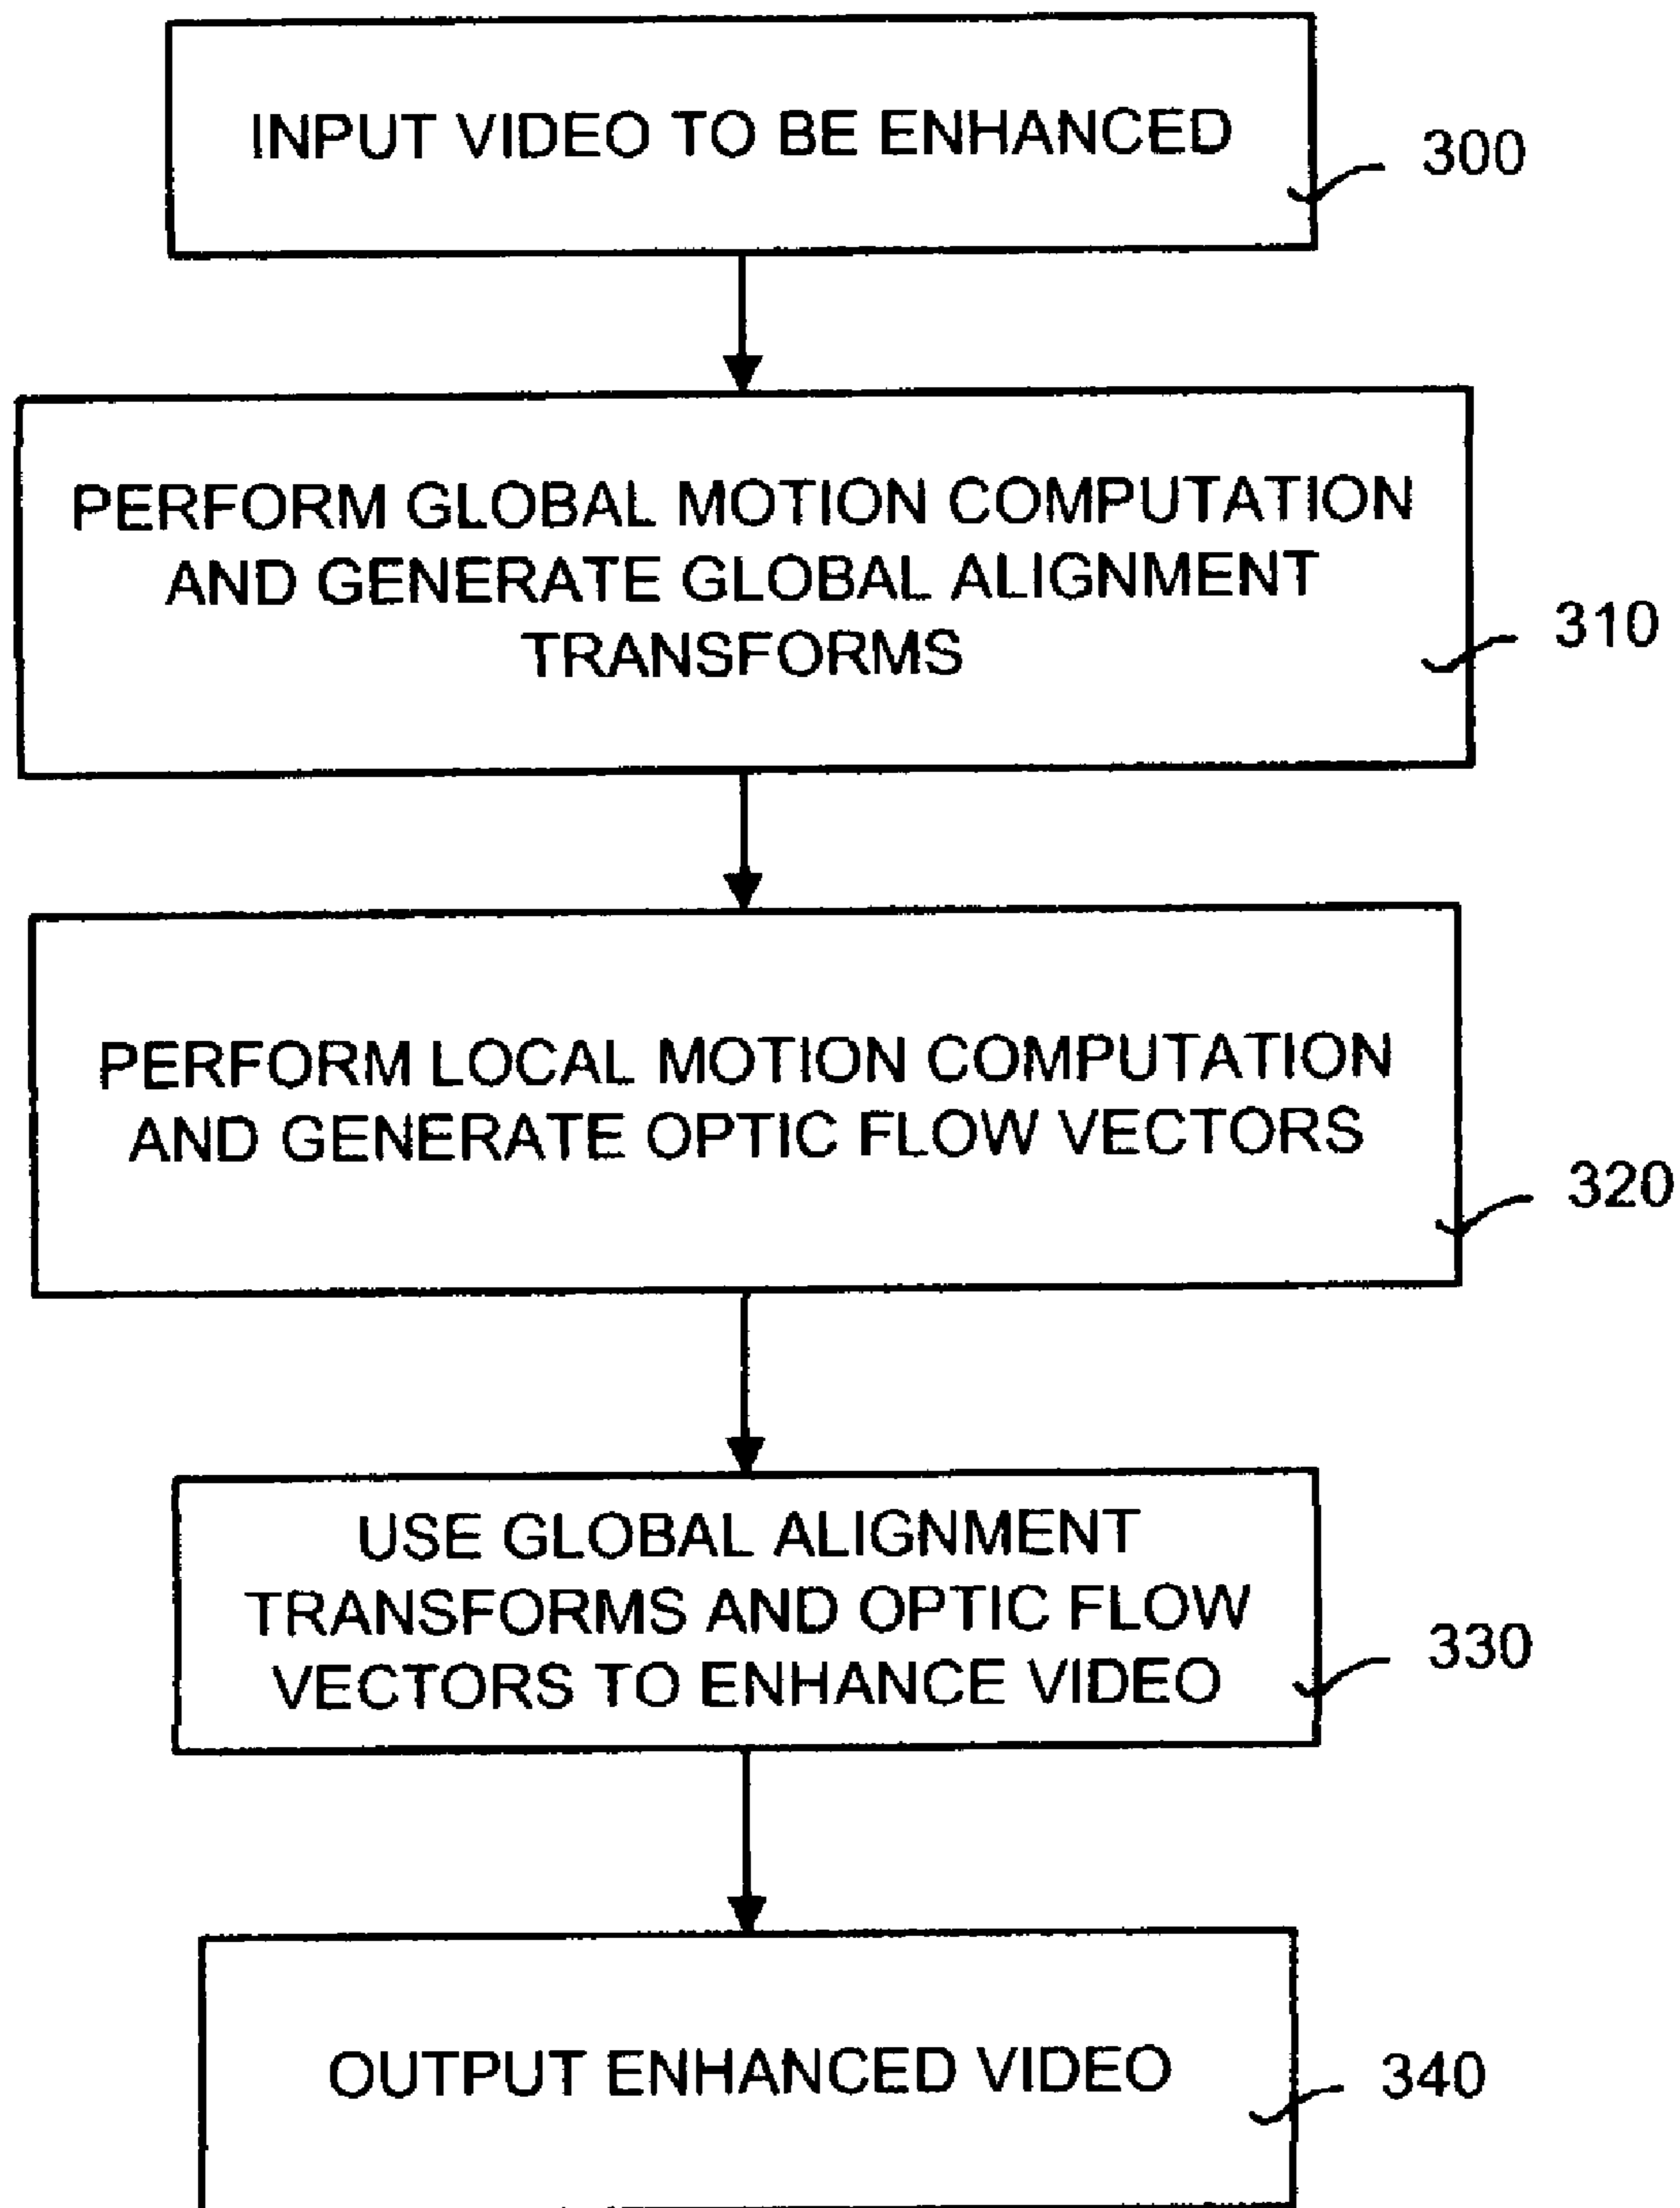 INPUT VIDEO TO BE ENHANCED
300
PERFORM GLOBAL MOTION COMPUTATION
AND GENERATE GLOBAL ALIGNMENT
TRANSFORMS
310
PERFORM LOCAL MOTION COMPUTATION
AND GENERATE OPTIC FLOW VECTORS
320
USE GLOBAL ALIGNMENT
TRANSFORMS AND OPTIC FLOW
VECTORS TO ENHANCE VIDEO
330
OUTPUT ENHANCED VIDEO
340